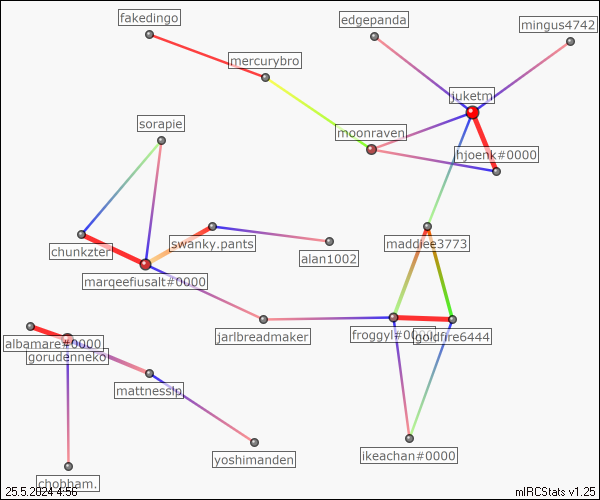 fakedingo
edgepanda
mingus4742
mercurybro
juketm
sorapie
moonraven
hjoenk#0000
chunkzter
swanky.pants
maddiee3773
alan1002
marqeefiusalt#0000
jarlbreadmaker
froggyl#0000
goldfire6444
albamare#0000
gorudenneko
mattnesslp
ikeachan#0000
yoshimanden
chobham.
25.5.2024 4:56
mIRCStats v1.25